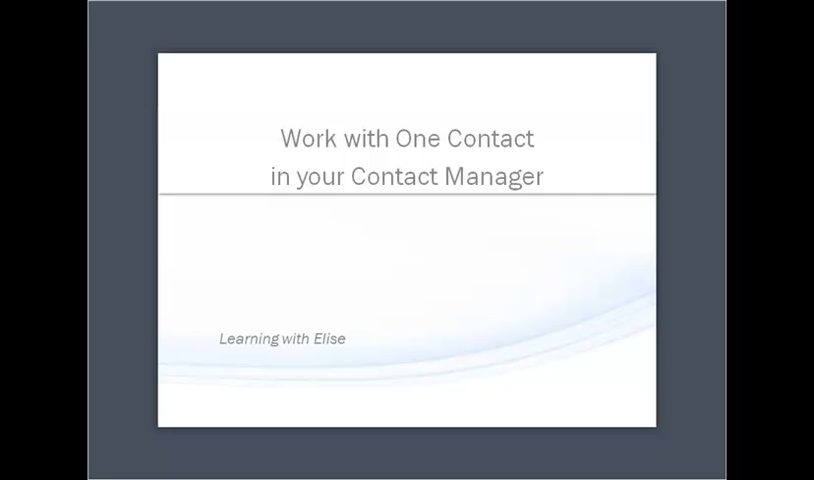 Work with One Contact
in your Contact Manager
Learning with Elise